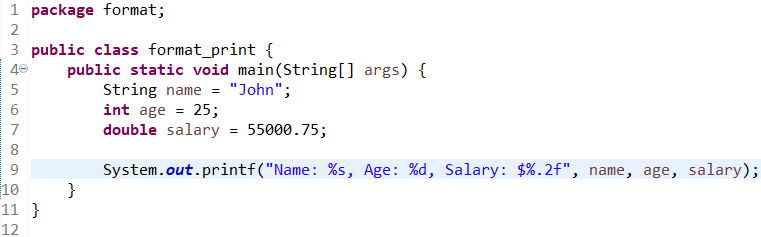 1 package format;
2
3 public class format_print {
4 public static void main(String[] args) {
5 String name = "John";
6 int age = 25;
7 double salary = 55000.75;
8
9 System.out.printf("Name: %s, Age: %d, Salary: $%.2f", name, age, salary);
10 }
11 }
12